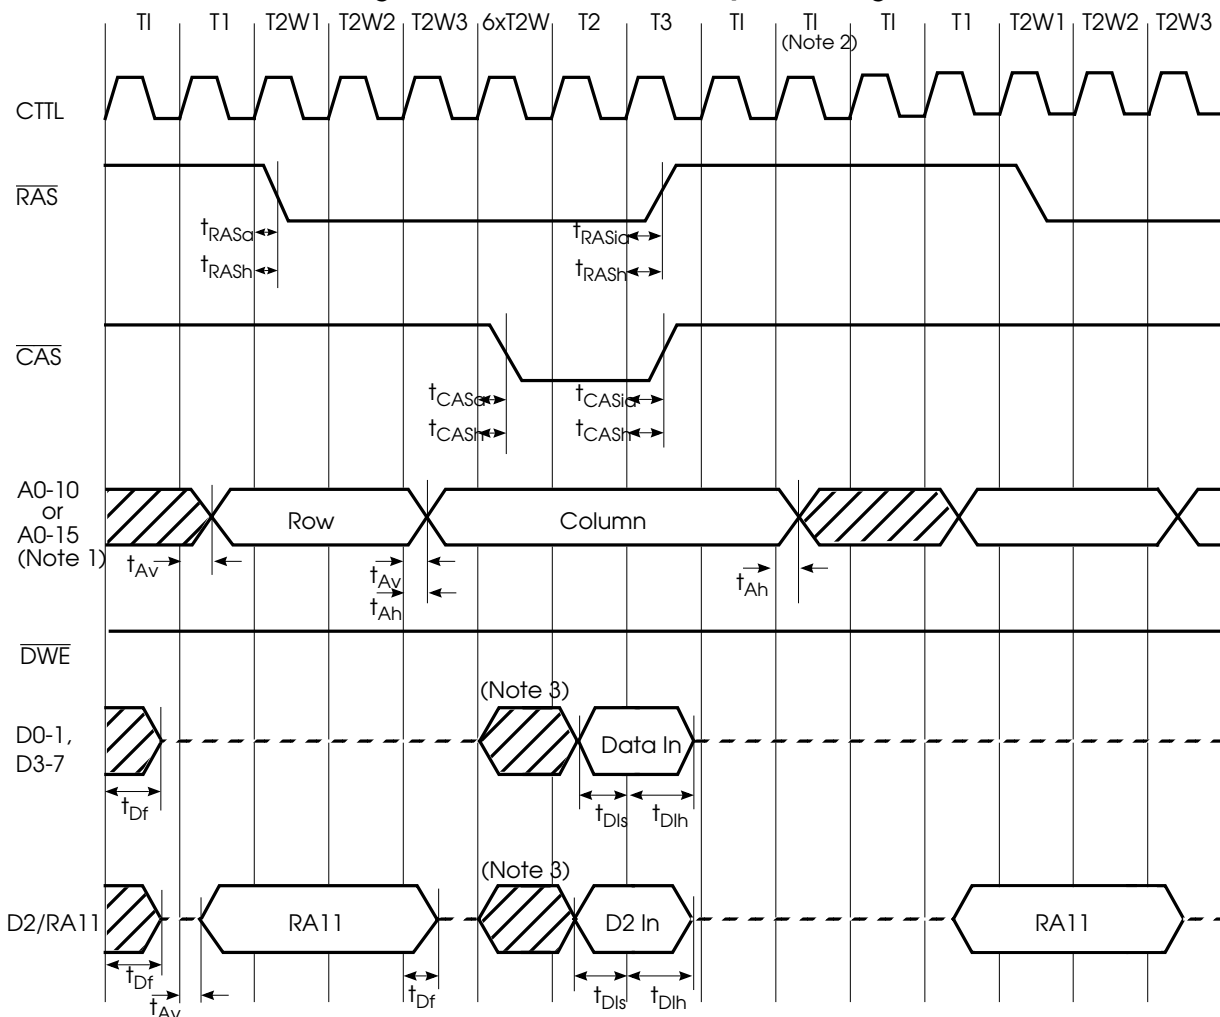 TI T1 T2W1 T2W2 T2W3 6xT2W T2 T3 TI TI TI T1 T2W1 T2W2 T2W3
(Note 2)
CTTL
RAS
tRASa tRASia
tRASh tRASh
CAS
tCASa tCASia
tCASh tCASh
A0-10
or
A0-15
(Note 1)
Row Column
tAv tAv tAh
tAh
DWE
(Note 3)
D0-1,
D3-7
Data In
tDf tDIs tDIh
(Note 3)
D2/RA11 RA11 D2 In RA11
tDf tDf tDIs tDIh
tAv